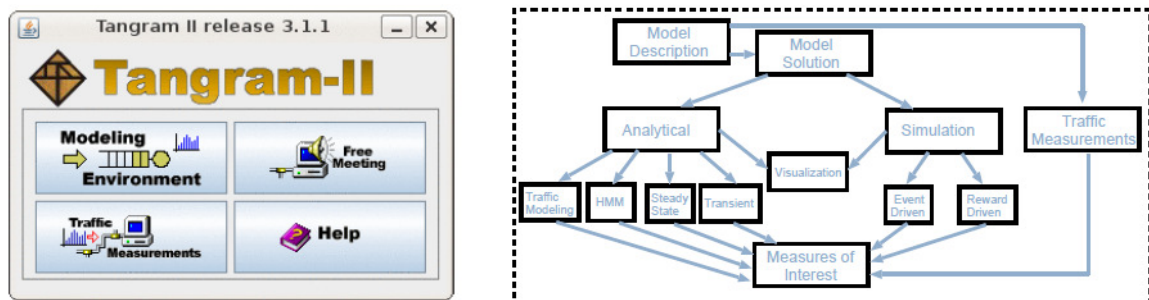 Tangram II release 3.1.1
Tangram-II
Modeling
Environment
Free
Meeting
Traffic
Measurements
Help
Model
Description
Model
Solution
Analytical
Simulation
Traffic
Measurements
Visualization
Traffic
Modeling
HMM
Steady
State
Transient
Event
Driven
Reward
Driven
Measures of
Interest